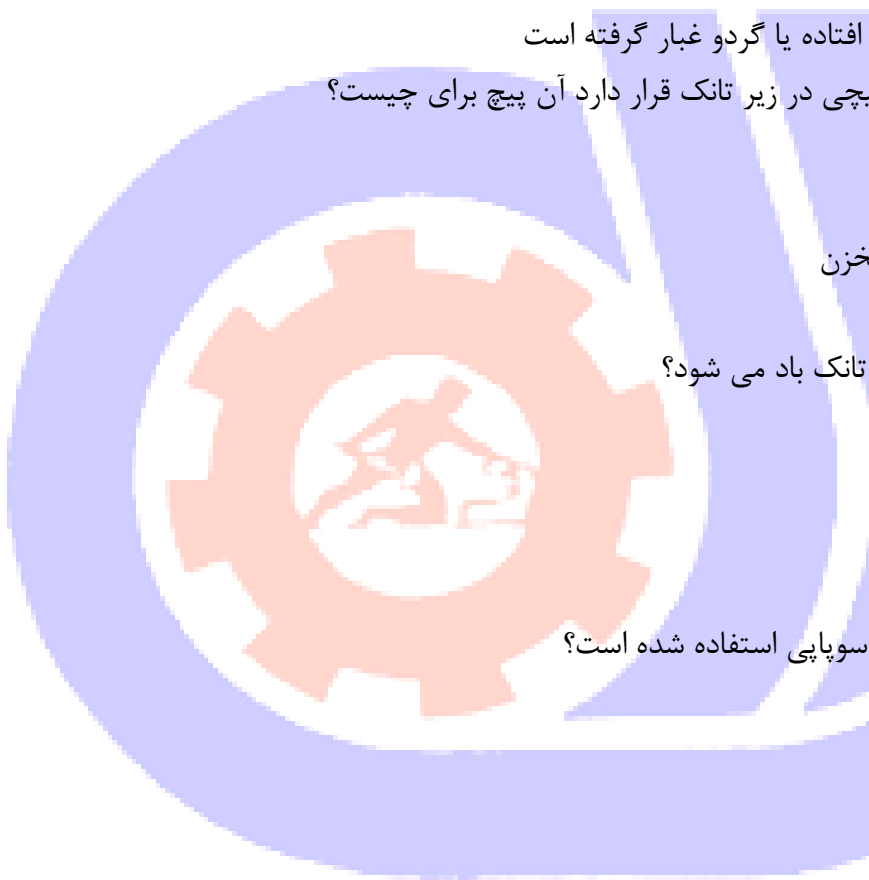 افتاده یا گردو غبار گرفته است
یچی در زیر تانک قرار دارد آن پیچ برای چیست؟
خزن
تانک باد می شود؟
سوپاپی استفاده شده است؟